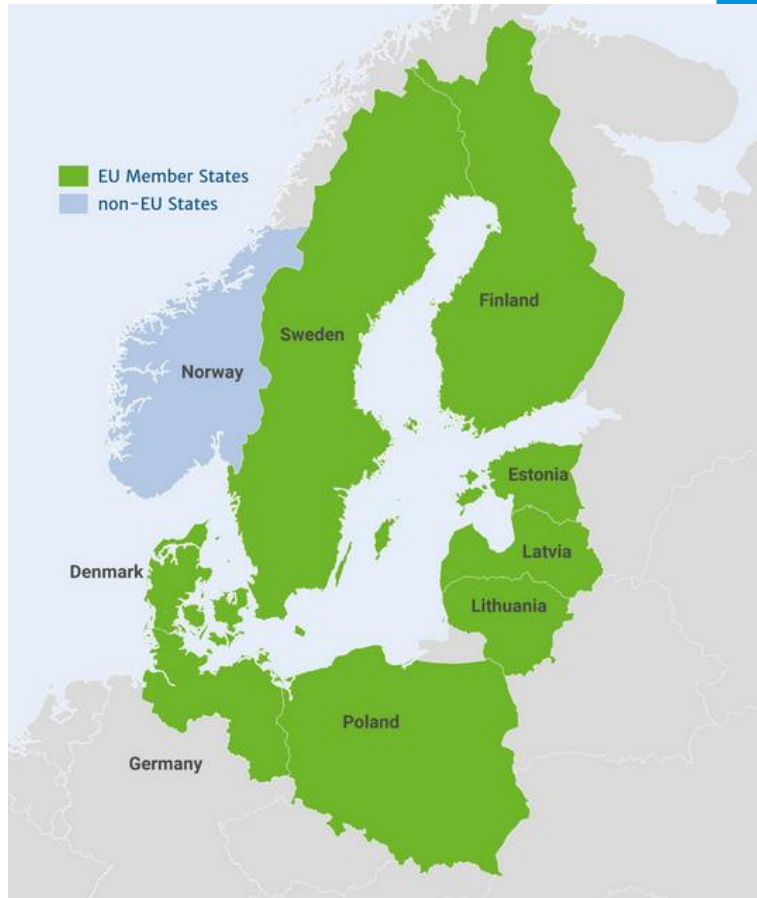 EU Member States
non-EU States
Finland
Sweden
Norway
Estonia
Denmark
Latvia
Lithuania
Poland
Germany